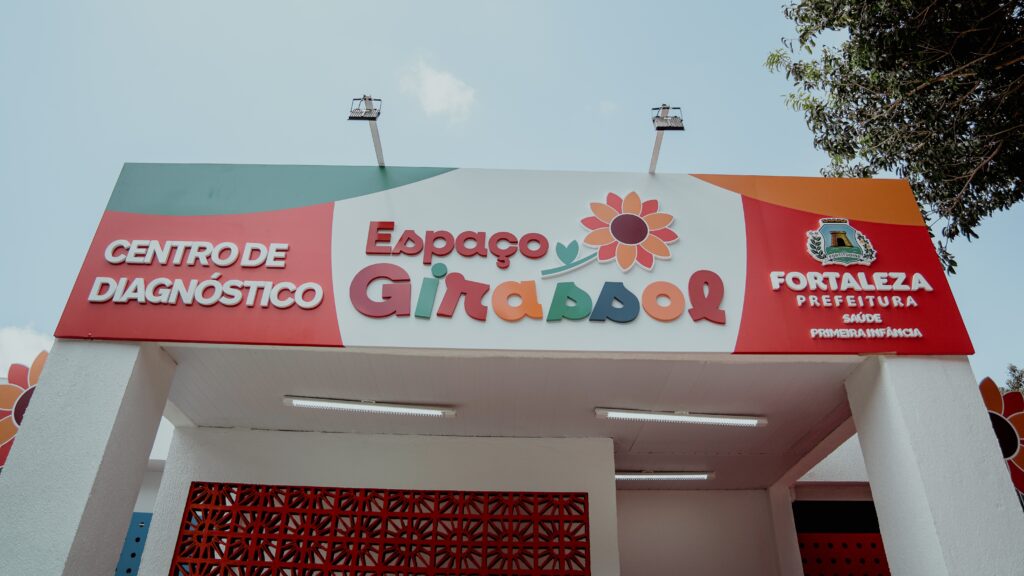 CENTRO DE
DIAGNÓSTICO
Espaço
Girassol
FORTALEZA
PREFEITURA
SAÚDE
PRIMEIRA INFÂNCIA